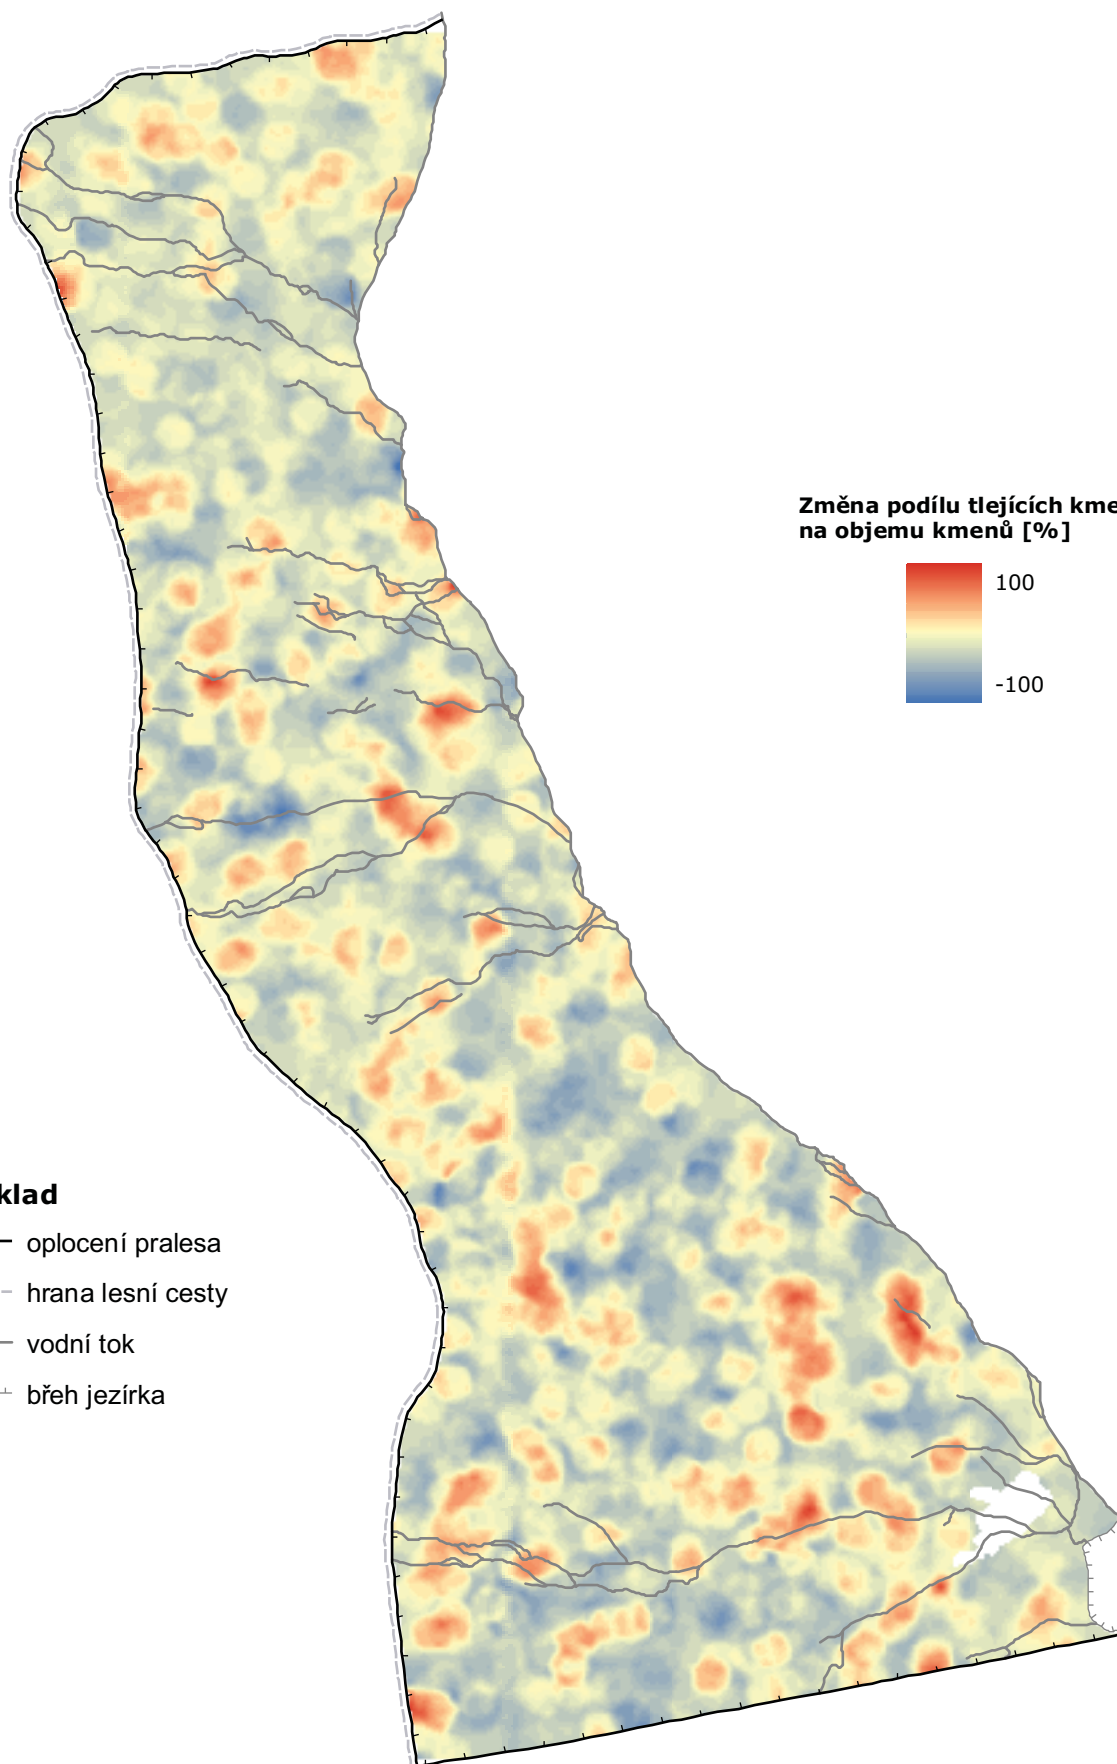 Změna podílu tlejících kme
na objemu kmenů [%]
100
-100
klad
oplocení pralesa
hrana lesní cesty
vodní tok
břeh jezírka